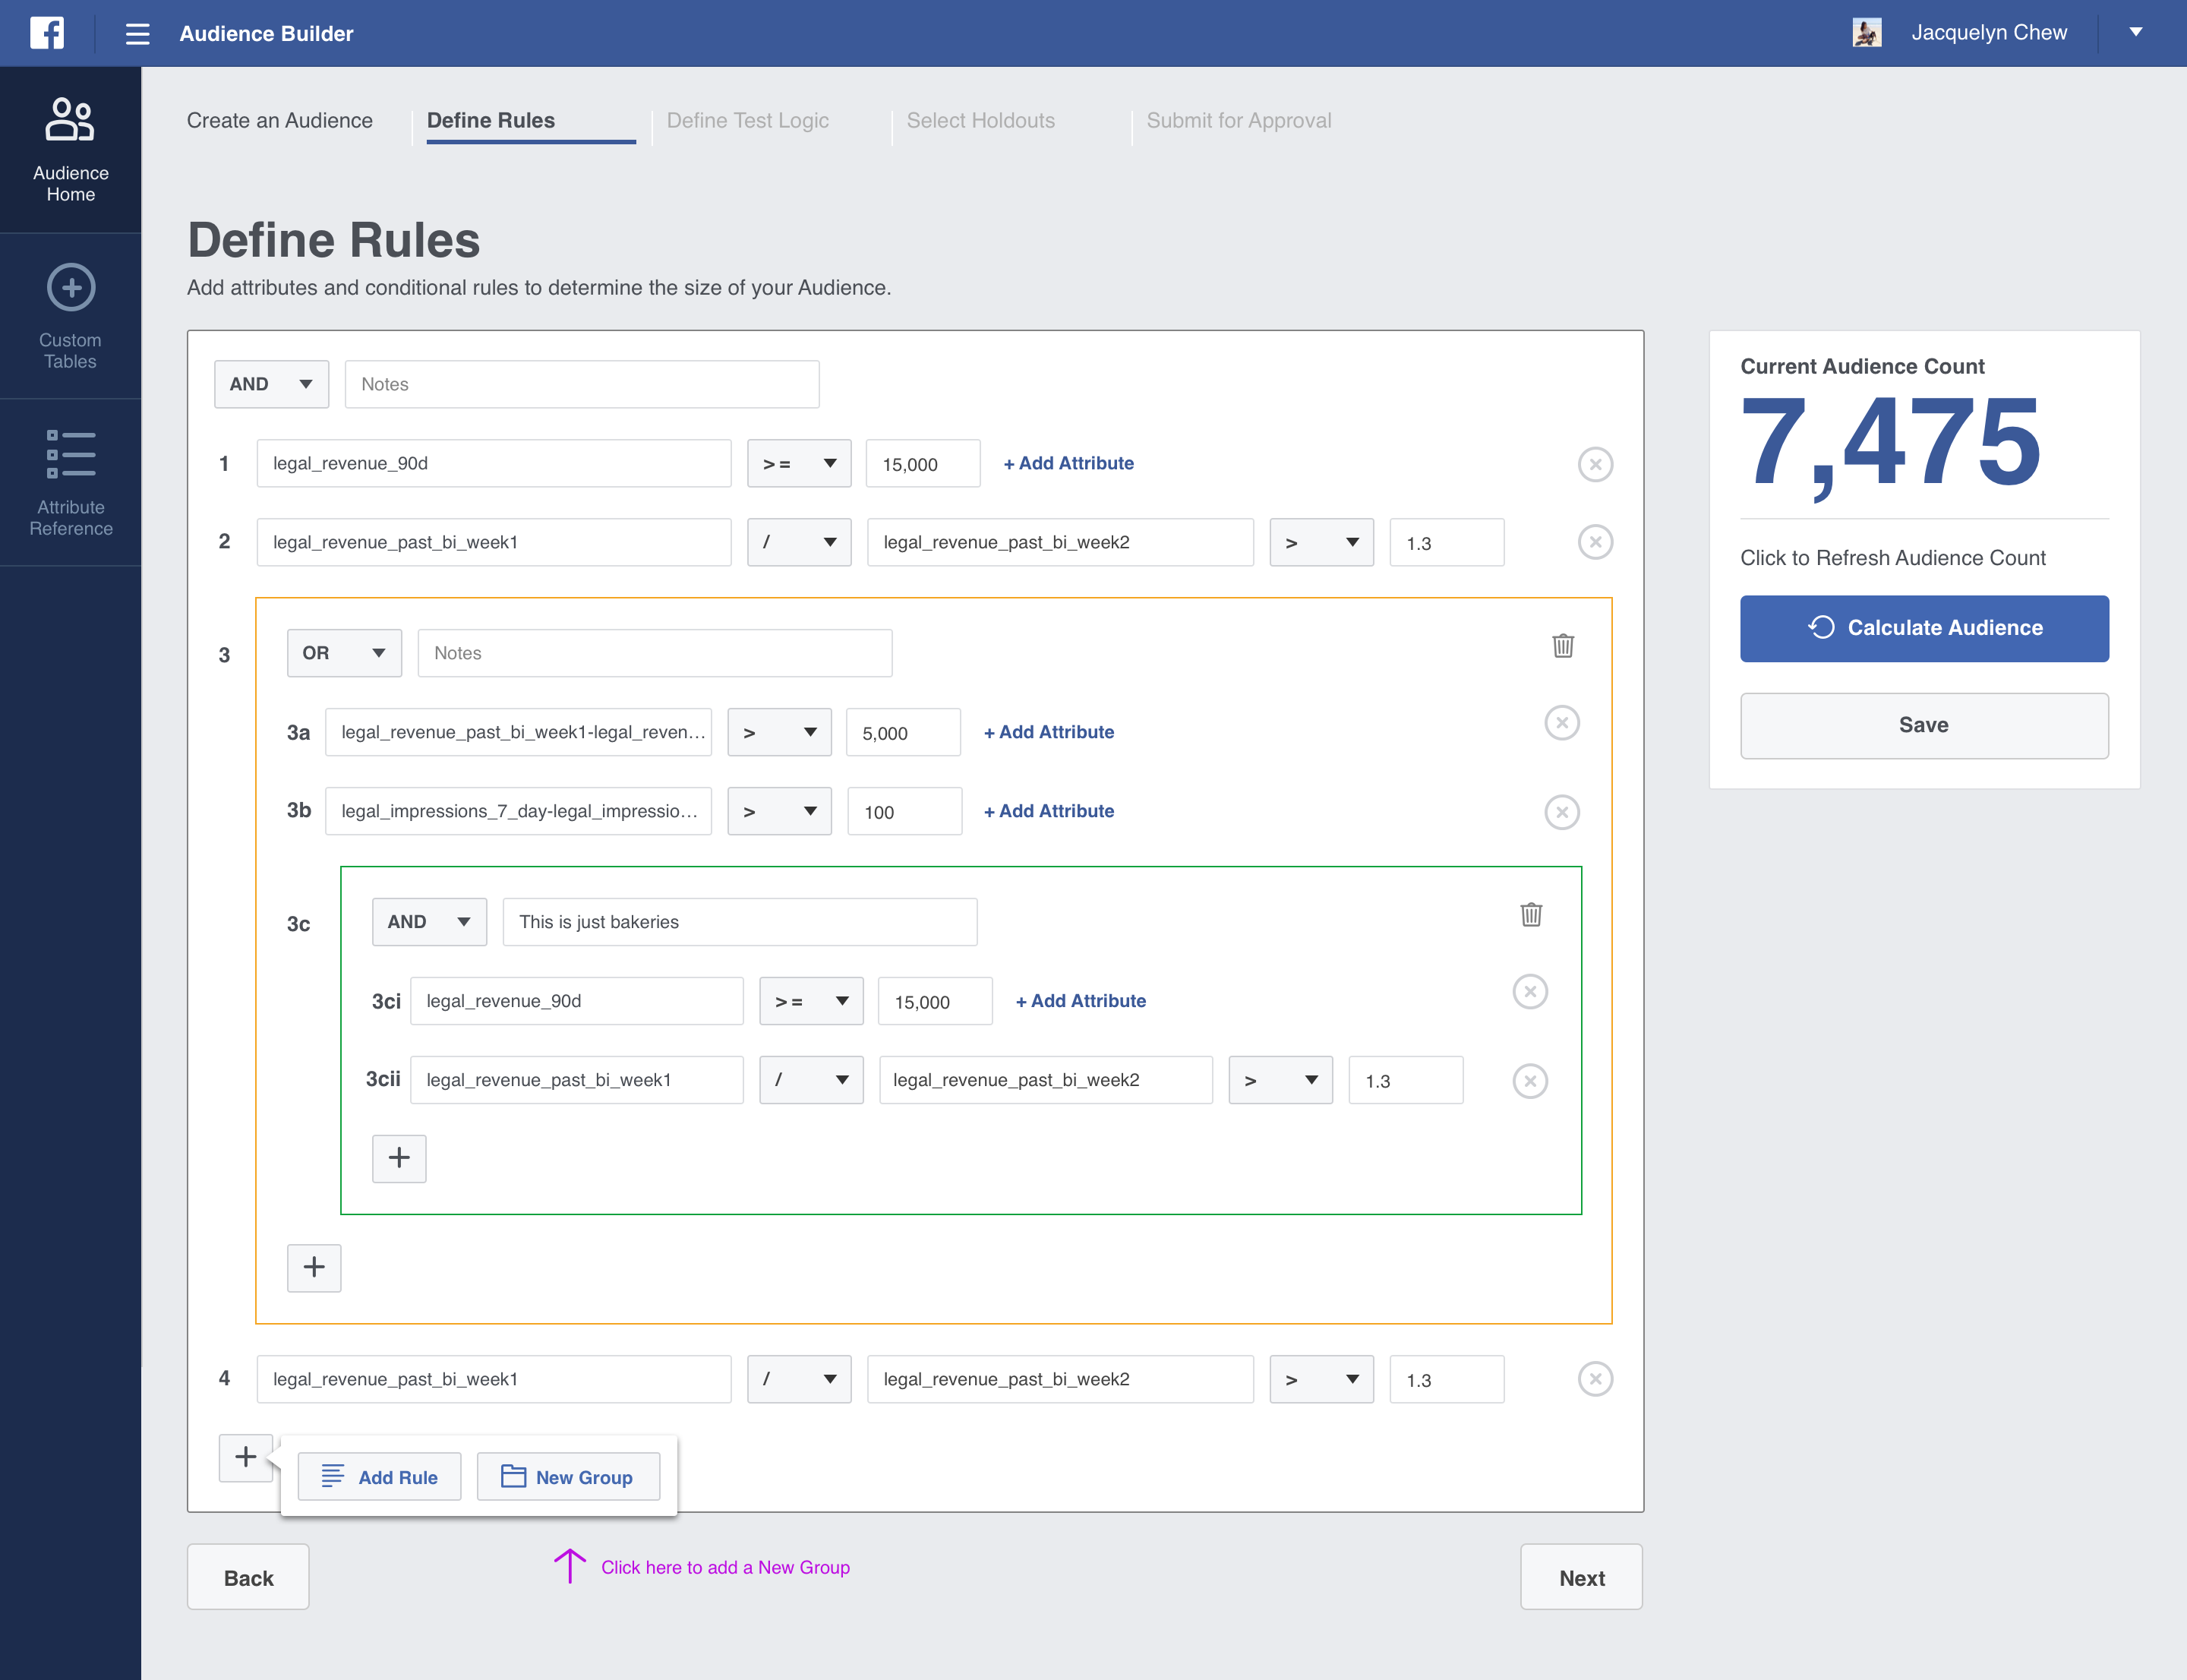 Audience Builder
Jacquelyn Chew
Audience
Home
Custom
Tables
Attribute
Reference
Create an Audience
Define Rules
Define Test Logic
Select Holdouts
Submit for Approval
Define Rules
Add attributes and conditional rules to determine the size of your Audience.
AND
Notes
1 legal_revenue_90d >= 15,000 + Add Attribute
2 legal_revenue_past_bi_week1 / legal_revenue_past_bi_week2 > 1.3
3 OR Notes
3a legal_revenue_past_bi_week1-legal_reven... > 5,000 + Add Attribute
3b legal_impressions_7_day-legal_impressio... > 100 + Add Attribute
3c AND This is just bakeries
3ci legal_revenue_90d >= 15,000 + Add Attribute
3cii legal_revenue_past_bi_week1 / legal_revenue_past_bi_week2 > 1.3
+
+
4 legal_revenue_past_bi_week1 / legal_revenue_past_bi_week2 > 1.3
+ Add Rule New Group
Back
Click here to add a New Group
Next
Current Audience Count
7,475
Click to Refresh Audience Count
Calculate Audience
Save